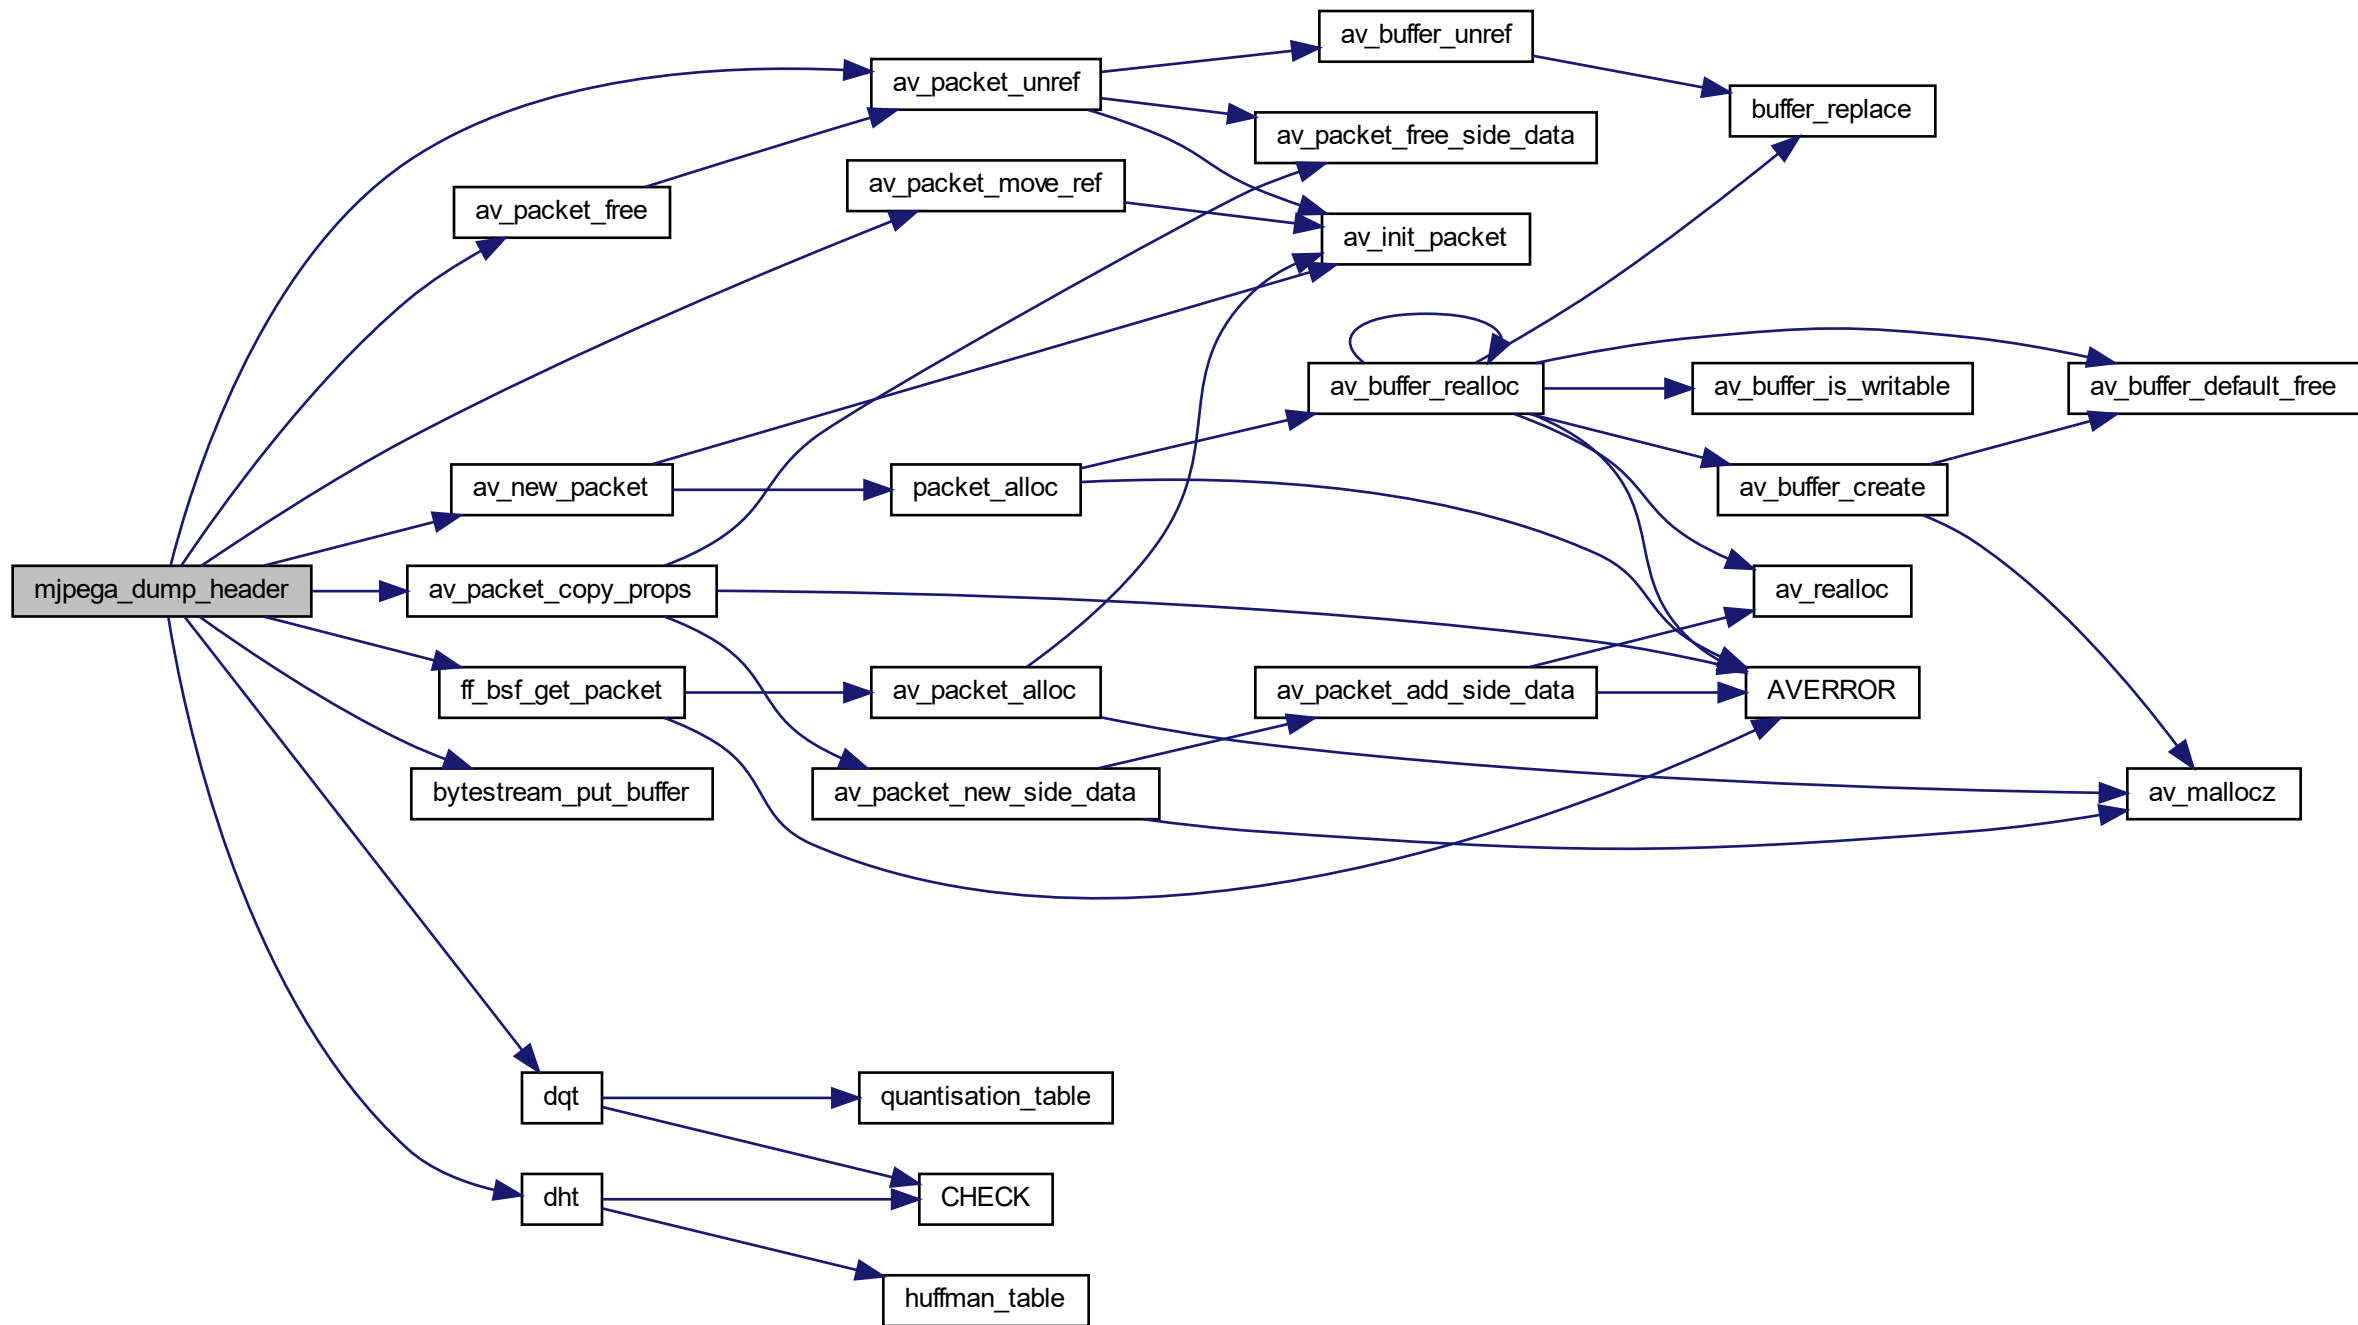 av_buffer_unref
av_packet_unref
buffer_replace
av_packet_free_side_data
av_packet_move_ref
av_packet_free
av_init_packet
av_buffer_realloc
av_buffer_is_writable
av_buffer_default_free
av_new_packet
packet_alloc
av_buffer_create
mjpega_dump_header
av_packet_copy_props
av_realloc
ff_bsf_get_packet
av_packet_alloc
av_packet_add_side_data
AVERROR
bytestream_put_buffer
av_packet_new_side_data
av_mallocz
dqt
quantisation_table
dht
CHECK
huffman_table